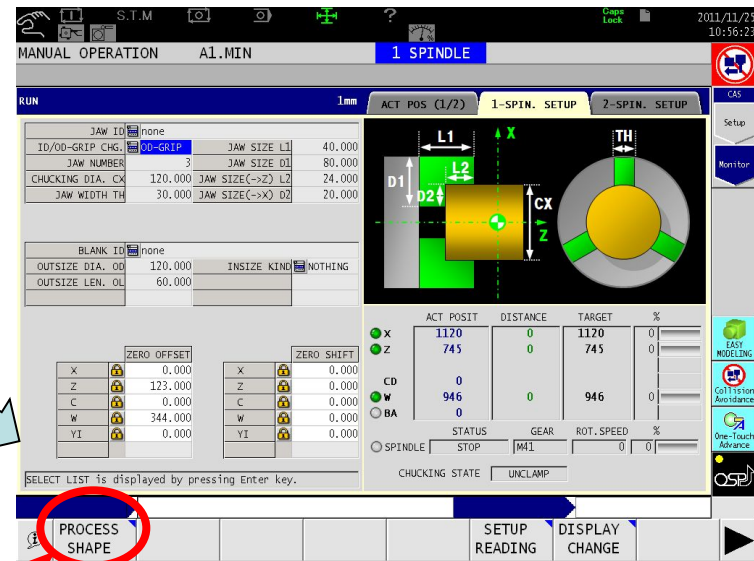 S.T.M
?
Caps
Lock
2011/11/25
10:56:23
MANUAL OPERATION A1.MIN 1 SPINDLE
RUN 1mm
ACT POS (1/2) 1-SPIN. SETUP 2-SPIN. SETUP
CAS
Setup
Monitor
JAW ID none
ID/OD-GRIP CHG. OD-GRIP JAW SIZE L1 40.000
JAW NUMBER 3 JAW SIZE D1 80.000
CHUCKING DIA. CX 120.000 JAW SIZE(->Z) L2 24.000
JAW WIDTH TH 30.000 JAW SIZE(->X) D2 20.000
L1 X TH
L2
D1
D2 CX
Z
BLANK ID none
OUTSIZE DIA. OD 120.000 INSIZE KIND NOTHING
OUTSIZE LEN. OL 60.000
ZERO OFFSET ZERO SHIFT
X 0.000 X 0.000
Z 123.000 Z 0.000
C 0.000 C 0.000
W 344.000 W 0.000
YI 0.000 YI 0.000
ACT POSIT DISTANCE TARGET %
X 1120 0 1120 0
Z 745 0 745 0
CD 0
W 946 0 946 0
BA 0
STATUS GEAR ROT.SPEED %
SPINDLE STOP M41 0 0
CHUCKING STATE UNCLAMP
EASY
MODELING
Collision
Avoidance
One-Touch
Advance
OSP
SELECT LIST is displayed by pressing Enter key.
PROCESS
SHAPE
SETUP
READING
DISPLAY
CHANGE